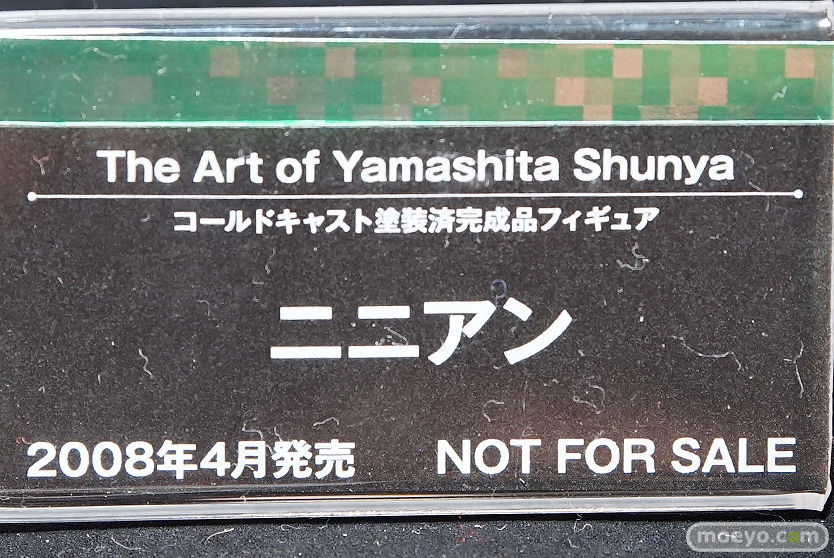 The Art of Yamashita Shunya
コールドキャスト塗装済完成品フィギュア
ニニアン
2008年4月発売 NOT FOR SALE
moeyo.com